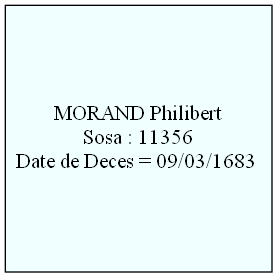 MORAND Philibert
Sosa : 11356
Date de Deces = 09/03/1683